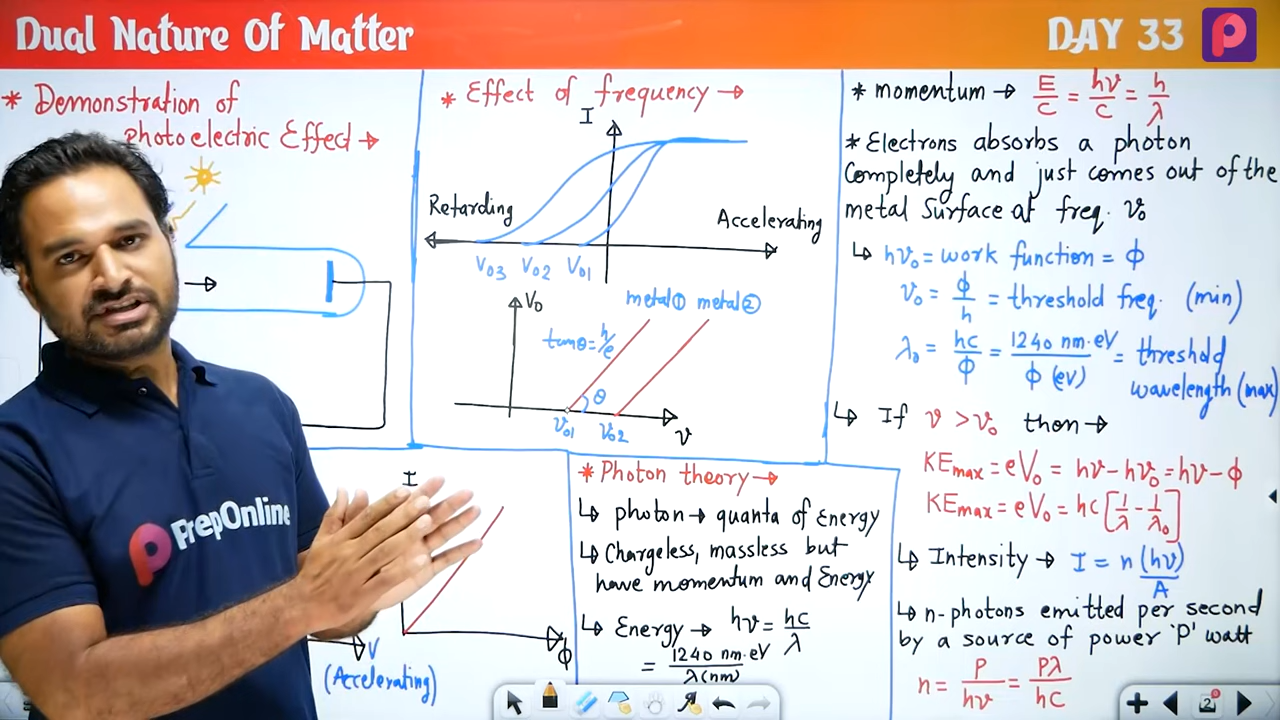 Dual Nature Of Matter
DAY 33
* Demonstration of
Photoelectric Effect →
* Effect of frequency →
I
Retarding
Accelerating
V03 V02 V01
V0
metal① metal②
tanθ = h/e
θ
ν01 ν02
ν
I
V
(Accelerating)
ϕ
* Photon theory →
↳ photon → quanta of Energy
↳ Chargeless, massless but
have momentum and Energy
↳ Energy → hν = hc/λ
= 1240 nm·eV / λ(nm)
* momentum → E/C = hν/C = h/λ
* Electrons absorbs a photon
Completely and just comes out of the
metal Surface at freq. ν0
↳ hν0 = work function = ϕ
ν0 = ϕ/h = threshold freq. (min)
λ0 = hc/ϕ = 1240 nm·eV / ϕ (eV) = threshold
wavelength (max)
↳ If ν > ν0 then →
KEmax = eV0 = hν - hν0 = hν - ϕ
KEmax = eV0 = hc [1/λ - 1/λ0]
↳ Intensity → I = n (hν)/A
↳ n-photons emitted per second
by a source of power 'P' watt
n = P/hν = Pλ/hc
PrepOnline
2